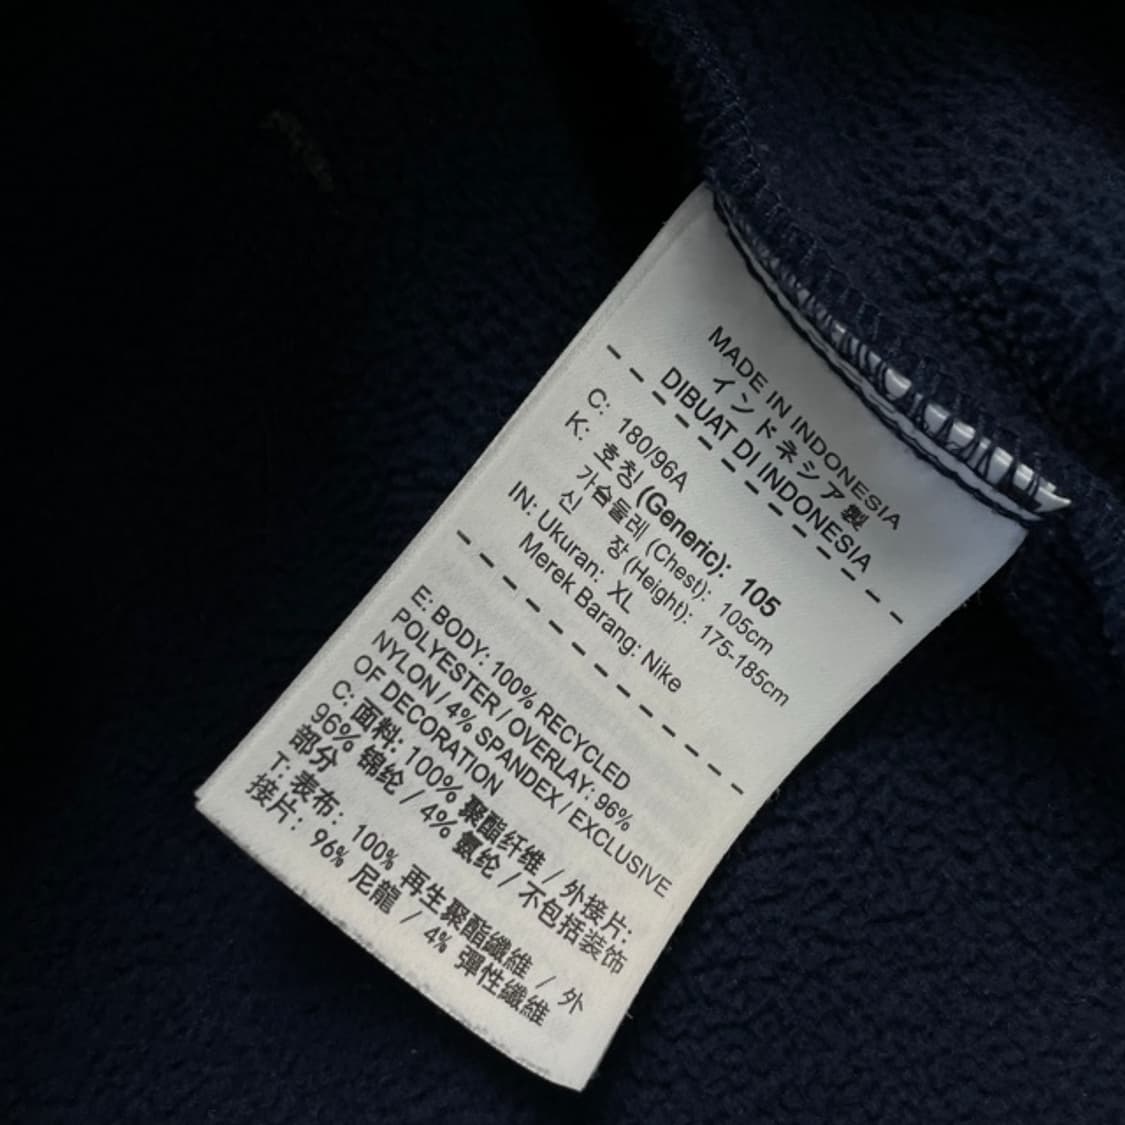 MADE IN INDONESIA
インドネシア製
DIBUAT DI INDONESIA
C: 180/96A
K: 호칭 (Generic): 105
가슴둘레 (Chest): 105cm
신 장 (Height): 175-185cm
IN: Ukuran: XL
Merek Barang: Nike
E: BODY: 100% RECYCLED
POLYESTER / OVERLAY: 96%
NYLON / 4% SPANDEX / EXCLUSIVE
OF DECORATION
C: 面料: 100% 聚酯纤维 / 外接片:
96% 锦纶 / 4% 氨纶 / 不包括装饰
部分
T: 表布: 100% 再生聚酯纖維 / 外
接片: 96% 尼龍 / 4% 彈性纖維